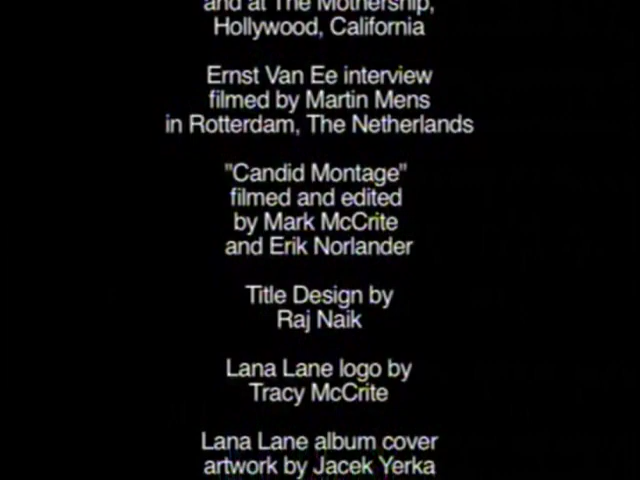 and at The Mothership,
Hollywood, California
Ernst Van Ee interview
filmed by Martin Mens
in Rotterdam, The Netherlands
"Candid Montage"
filmed and edited
by Mark McCrite
and Erik Norlander
Title Design by
Raj Naik
Lana Lane logo by
Tracy McCrite
Lana Lane album cover
artwork by Jacek Yerka